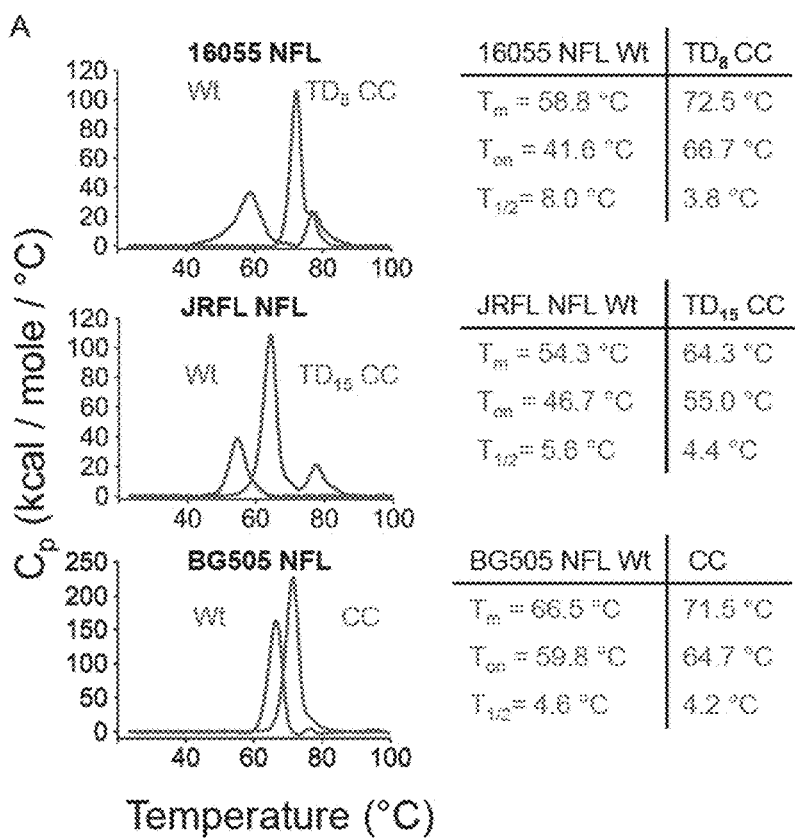 A
16055 NFL
120
100
80
60
40
20
0
Wt
TD8 CC
40 60 80 100
16055 NFL Wt TD8 CC
Tm = 58.8 °C 72.5 °C
Ton = 41.6 °C 66.7 °C
T1/2 = 8.0 °C 3.8 °C
JRFL NFL
120
100
80
60
40
20
0
Wt
TD15 CC
40 60 80 100
JRFL NFL Wt TD15 CC
Tm = 54.3 °C 64.3 °C
Ton = 46.7 °C 55.0 °C
T1/2 = 5.6 °C 4.4 °C
BG505 NFL
250
200
150
100
50
0
Wt
CC
40 60 80 100
BG505 NFL Wt CC
Tm = 66.5 °C 71.5 °C
Ton = 59.8 °C 64.7 °C
T1/2 = 4.6 °C 4.2 °C
Cp (kcal / mole / °C)
Temperature (°C)